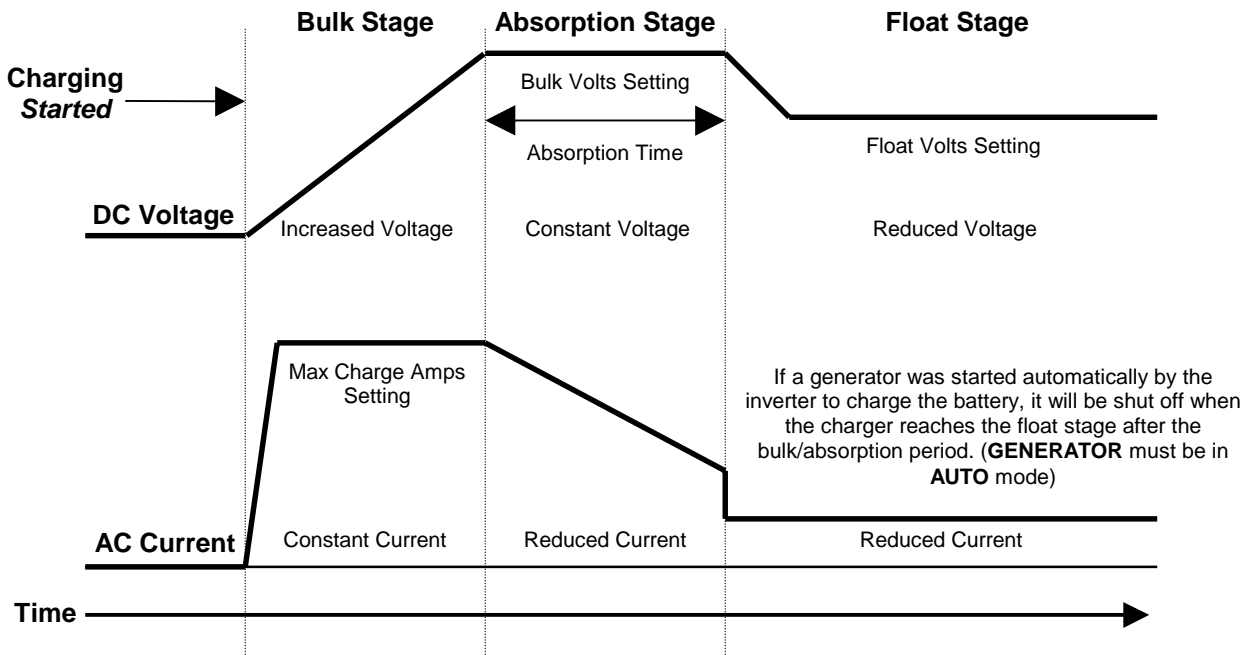 Bulk Stage
Absorption Stage
Float Stage
Charging
Started
Bulk Volts Setting
Absorption Time
Float Volts Setting
DC Voltage
Increased Voltage
Constant Voltage
Reduced Voltage
Max Charge Amps
Setting
If a generator was started automatically by the
inverter to charge the battery, it will be shut off when
the charger reaches the float stage after the
bulk/absorption period. (GENERATOR must be in
AUTO mode)
AC Current
Constant Current
Reduced Current
Reduced Current
Time